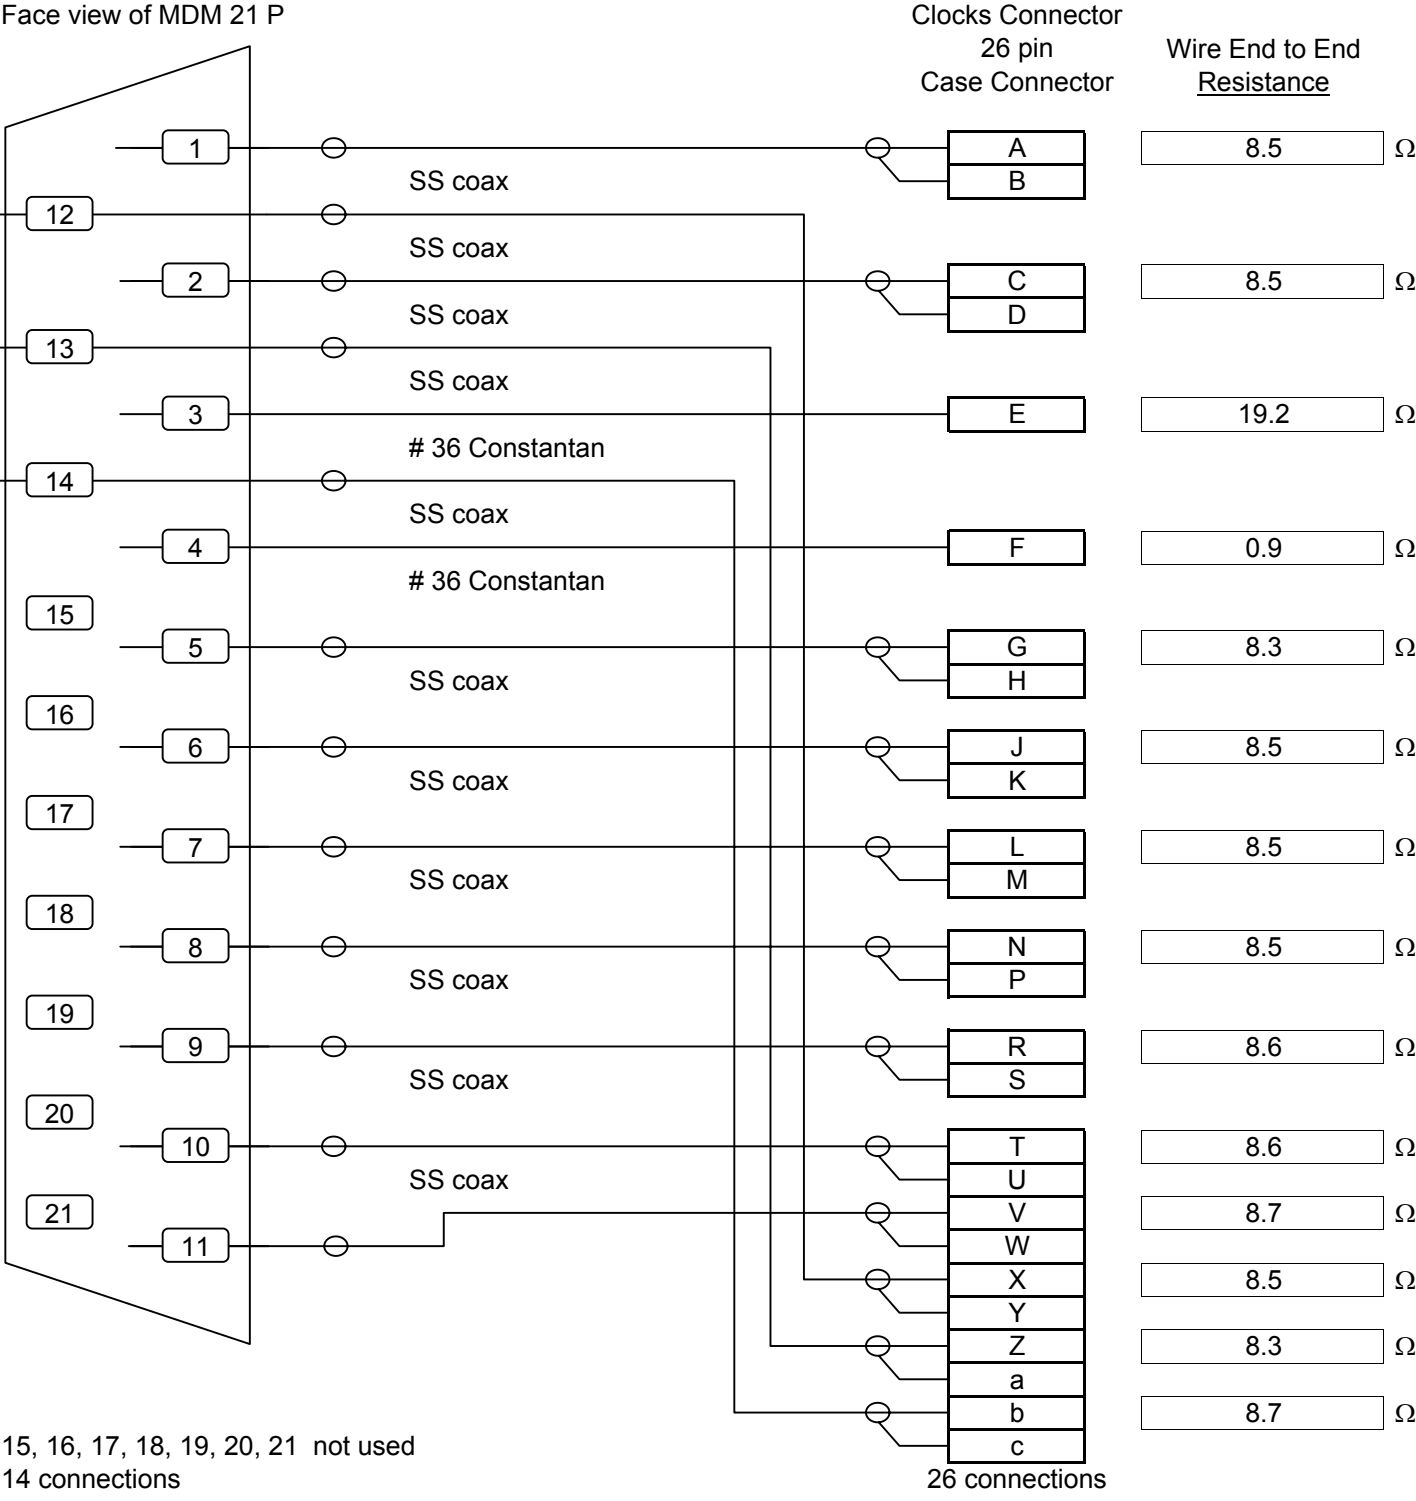 Face view of MDM 21 P
Clocks Connector
26 pin
Case Connector
Wire End to End
Resistance
1
A
8.5 Ω
SS coax
B
12
SS coax
2
C
8.5 Ω
SS coax
D
13
SS coax
3
E
19.2 Ω
# 36 Constantan
14
SS coax
4
F
0.9 Ω
# 36 Constantan
15
5
G
8.3 Ω
SS coax
H
16
6
J
8.5 Ω
SS coax
K
17
7
L
8.5 Ω
SS coax
M
18
8
N
8.5 Ω
SS coax
P
19
9
R
8.6 Ω
SS coax
S
20
10
T
8.6 Ω
SS coax
U
21
V
8.7 Ω
11
W
X
8.5 Ω
Y
Z
8.3 Ω
a
b
8.7 Ω
c
15, 16, 17, 18, 19, 20, 21 not used
14 connections
26 connections